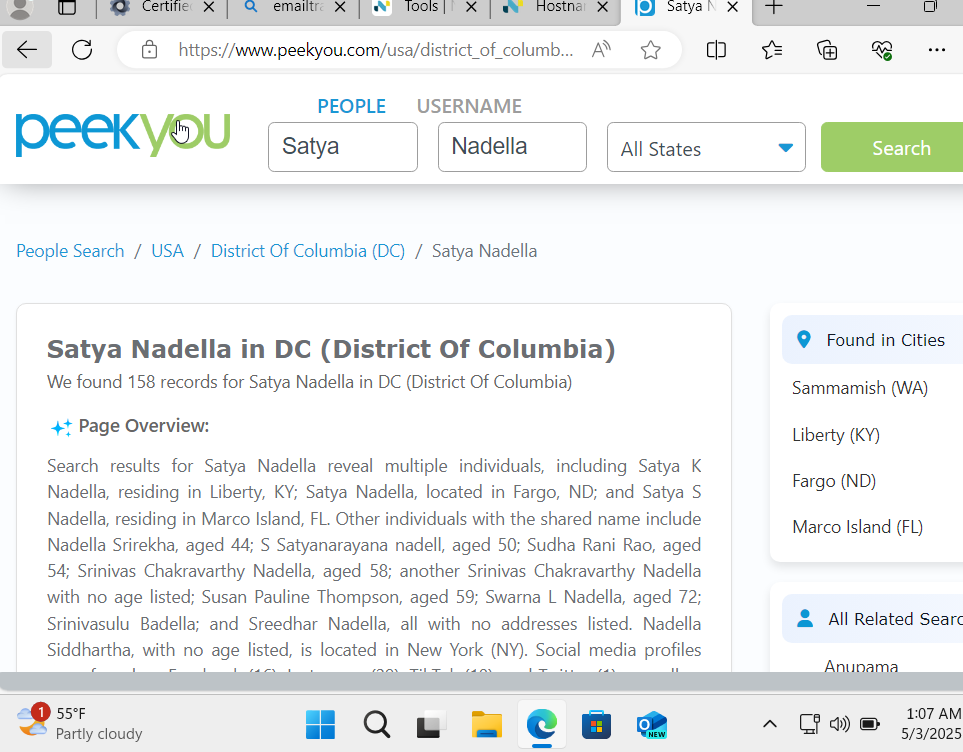 Certifie
emailtra
Tools |
Hostnar
Satya N
https://www.peekyou.com/usa/district_of_columb...
peekyou
PEOPLE USERNAME
Satya
Nadella
All States
Search
People Search / USA / District Of Columbia (DC) / Satya Nadella
Satya Nadella in DC (District Of Columbia)
We found 158 records for Satya Nadella in DC (District Of Columbia)
Page Overview:
Search results for Satya Nadella reveal multiple individuals, including Satya K
Nadella, residing in Liberty, KY; Satya Nadella, located in Fargo, ND; and Satya S
Nadella, residing in Marco Island, FL. Other individuals with the shared name include
Nadella Srirekha, aged 44; S Satyanarayana nadell, aged 50; Sudha Rani Rao, aged
54; Srinivas Chakravarthy Nadella, aged 58; another Srinivas Chakravarthy Nadella
with no age listed; Susan Pauline Thompson, aged 59; Swarna L Nadella, aged 72;
Srinivasulu Badella; and Sreedhar Nadella, all with no addresses listed. Nadella
Siddhartha, with no age listed, is located in New York (NY). Social media profiles
Found in Cities
Sammamish (WA)
Liberty (KY)
Fargo (ND)
Marco Island (FL)
All Related Searc
Anupama
1
55°F
Partly cloudy
NEW
1:07 AM
5/3/2025